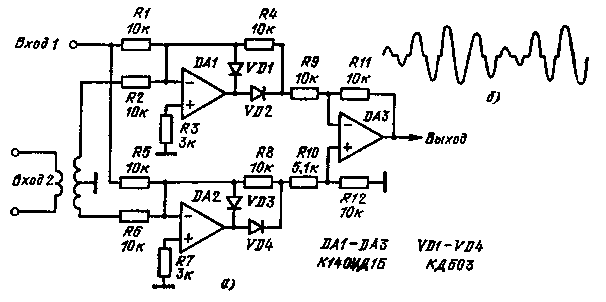 R1
10к
R4
10к
Вход 1
DA1
VD1
R9
10к
R11
10к
R2
10к
VD2
б)
R3
3к
DA3
Выход
R5
10к
R8
10к
R10
5,1к
Вход 2
DA2
VD3
R12
10к
R6
10к
VD4
DA1-DA3
VD1-VD4
R7
3к
а)
КД503